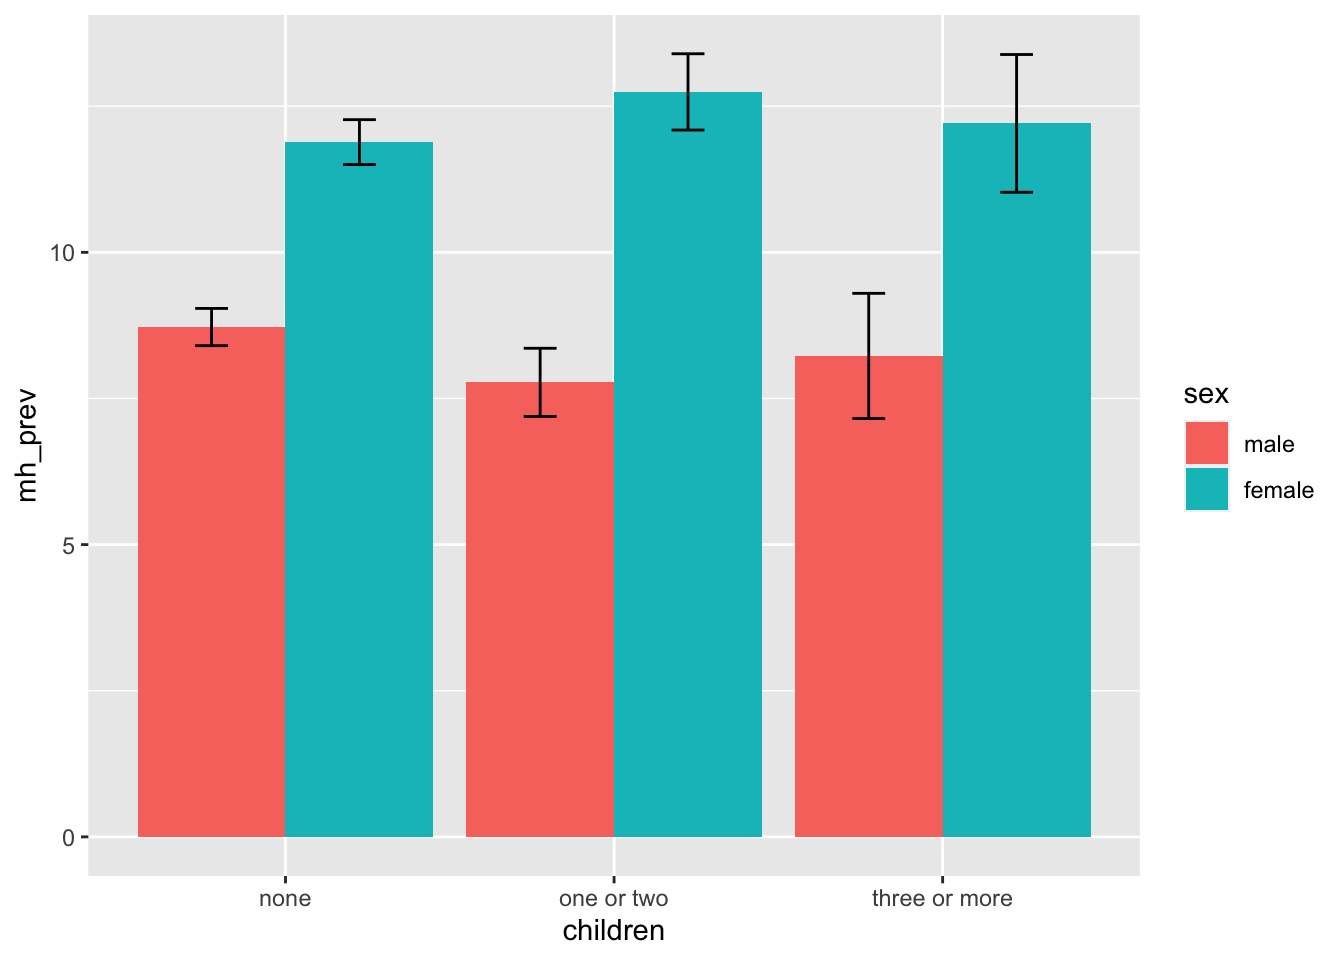 10
5
0
mh_prev
none
one or two
three or more
children
sex
male
female